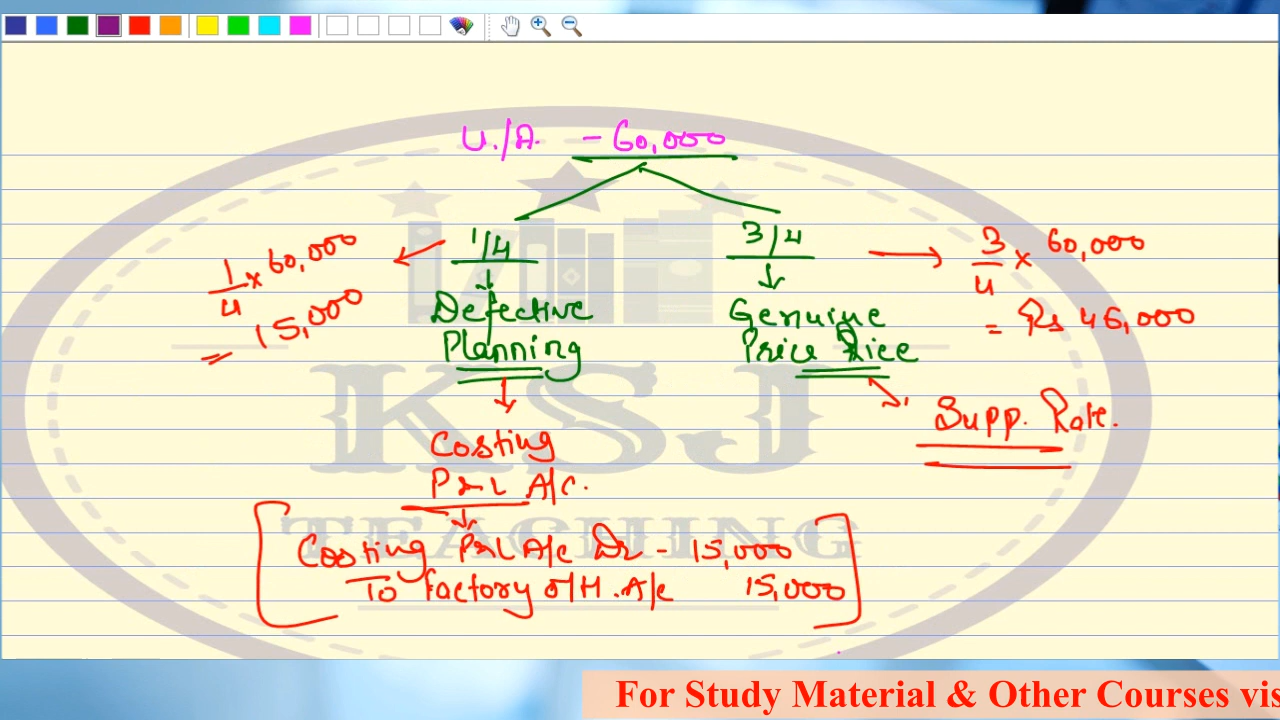 U./A. - 60,000
1/4
3/4
1/4 × 60,000
= 15,000
3/4 × 60,000
= Rs 45,000
Defective
Planning
Genuine
Price Rice
Supp. Rate.
Costing
P&L A/c.
Costing P&L A/c Dr - 15,000
To factory o/H. A/c 15,000
KSJ
TEACHING
For Study Material & Other Courses vis